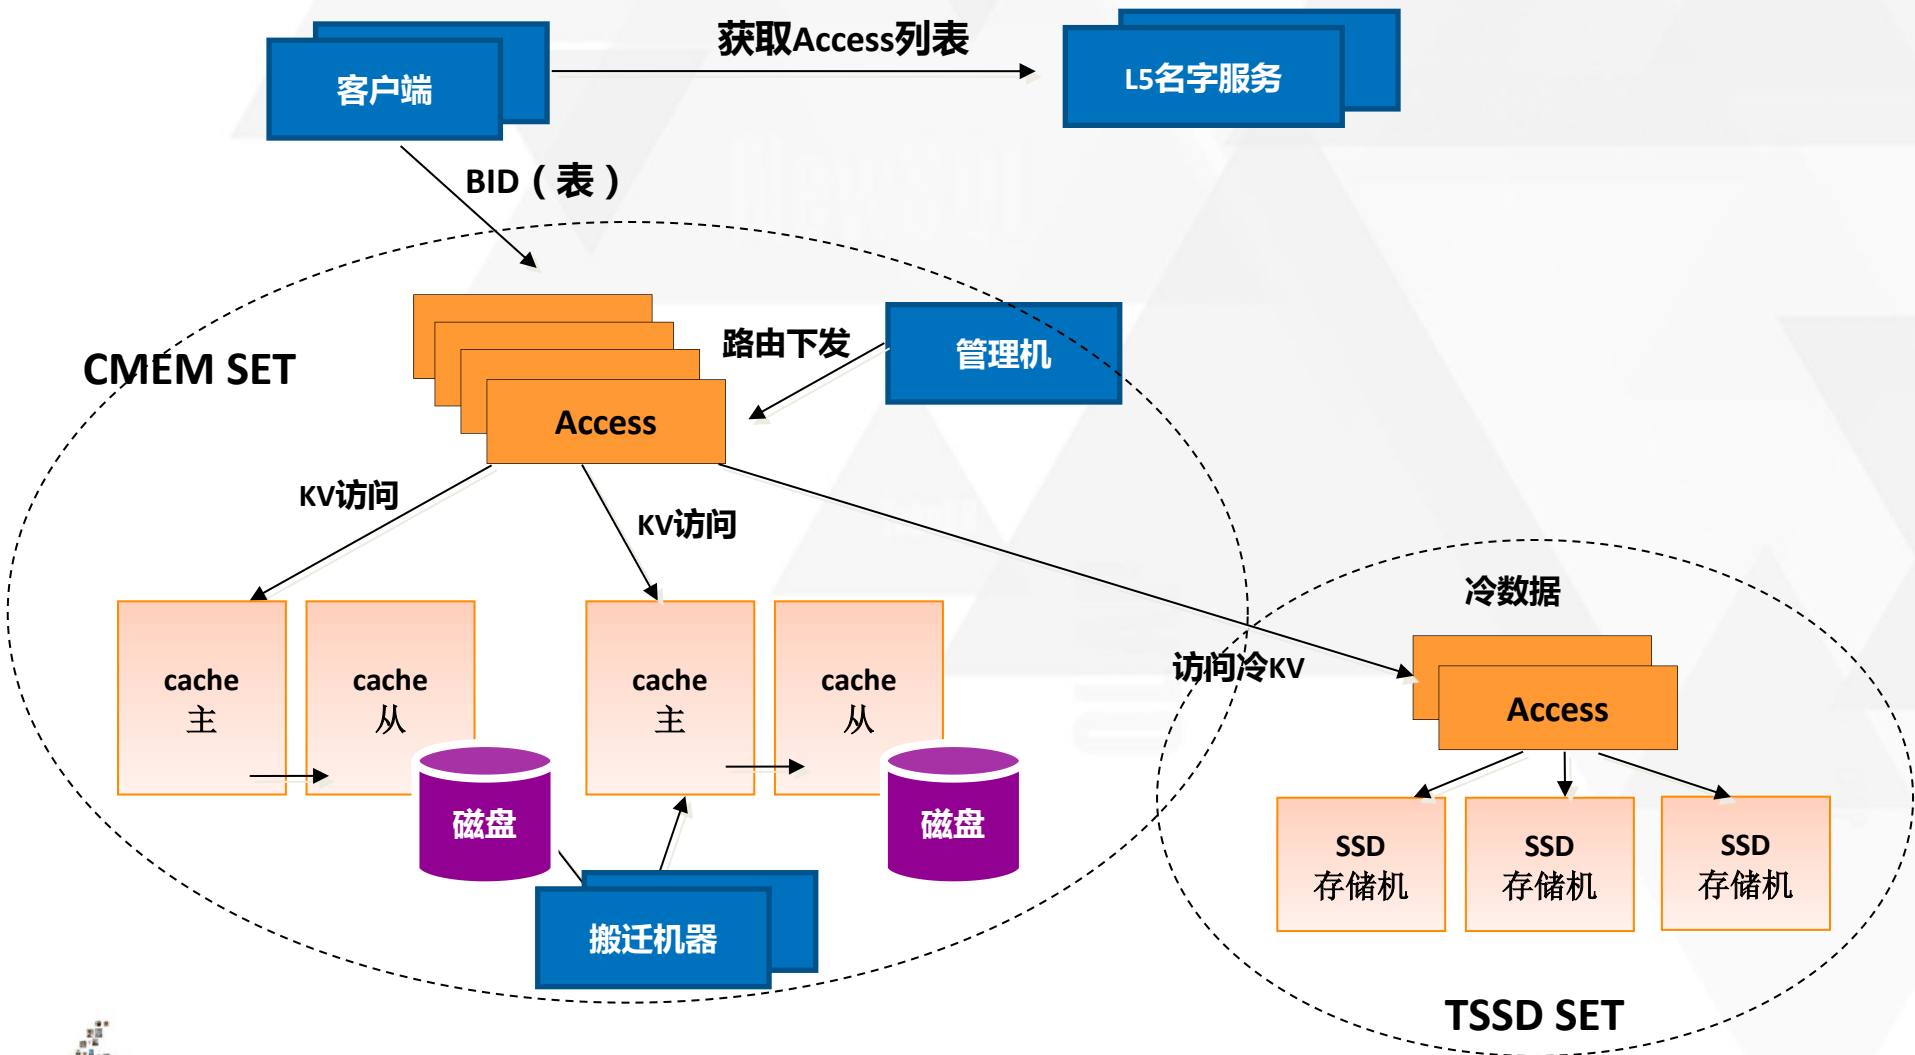 获取Access列表
客户端
L5名字服务
BID（表）
CMEM SET
路由下发
管理机
Access
KV访问
KV访问
冷数据
访问冷KV
cache
主
cache
从
cache
主
cache
从
Access
磁盘
磁盘
SSD
存储机
SSD
存储机
SSD
存储机
搬迁机器
TSSD SET